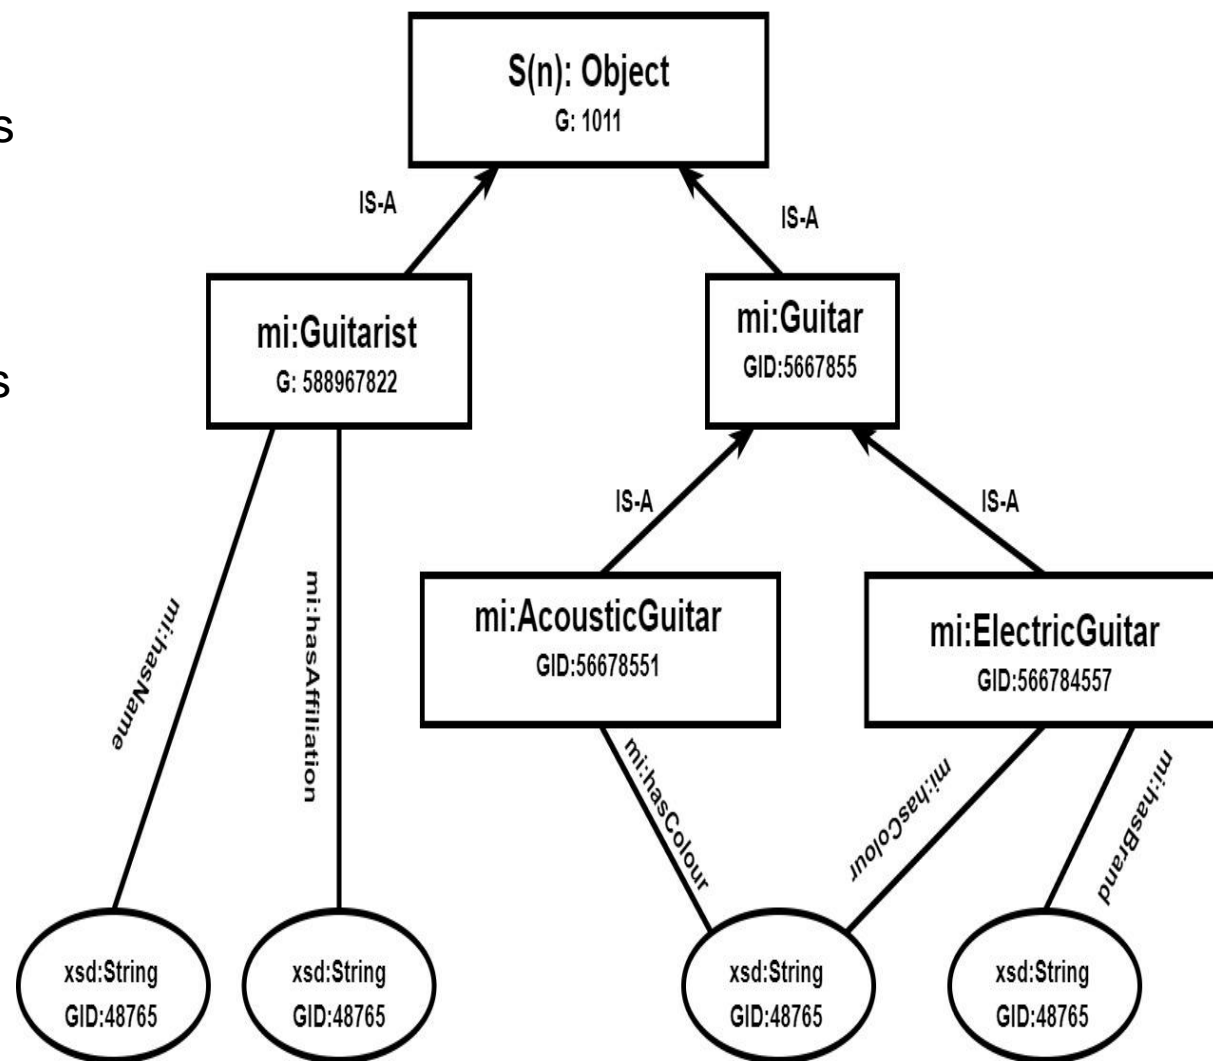 S(n): Object
G: 1011
s
IS-A
IS-A
mi:Guitarist
G: 588967822
mi:Guitar
GID:5667855
s
IS-A
IS-A
mi:AcousticGuitar
GID:56678551
mi:ElectricGuitar
GID:566784557
mi:hasName
mi:hasAffiliation
mi:hasColour
mi:hasColour
mi:hasBrand
xsd:String
GID:48765
xsd:String
GID:48765
xsd:String
GID:48765
xsd:String
GID:48765